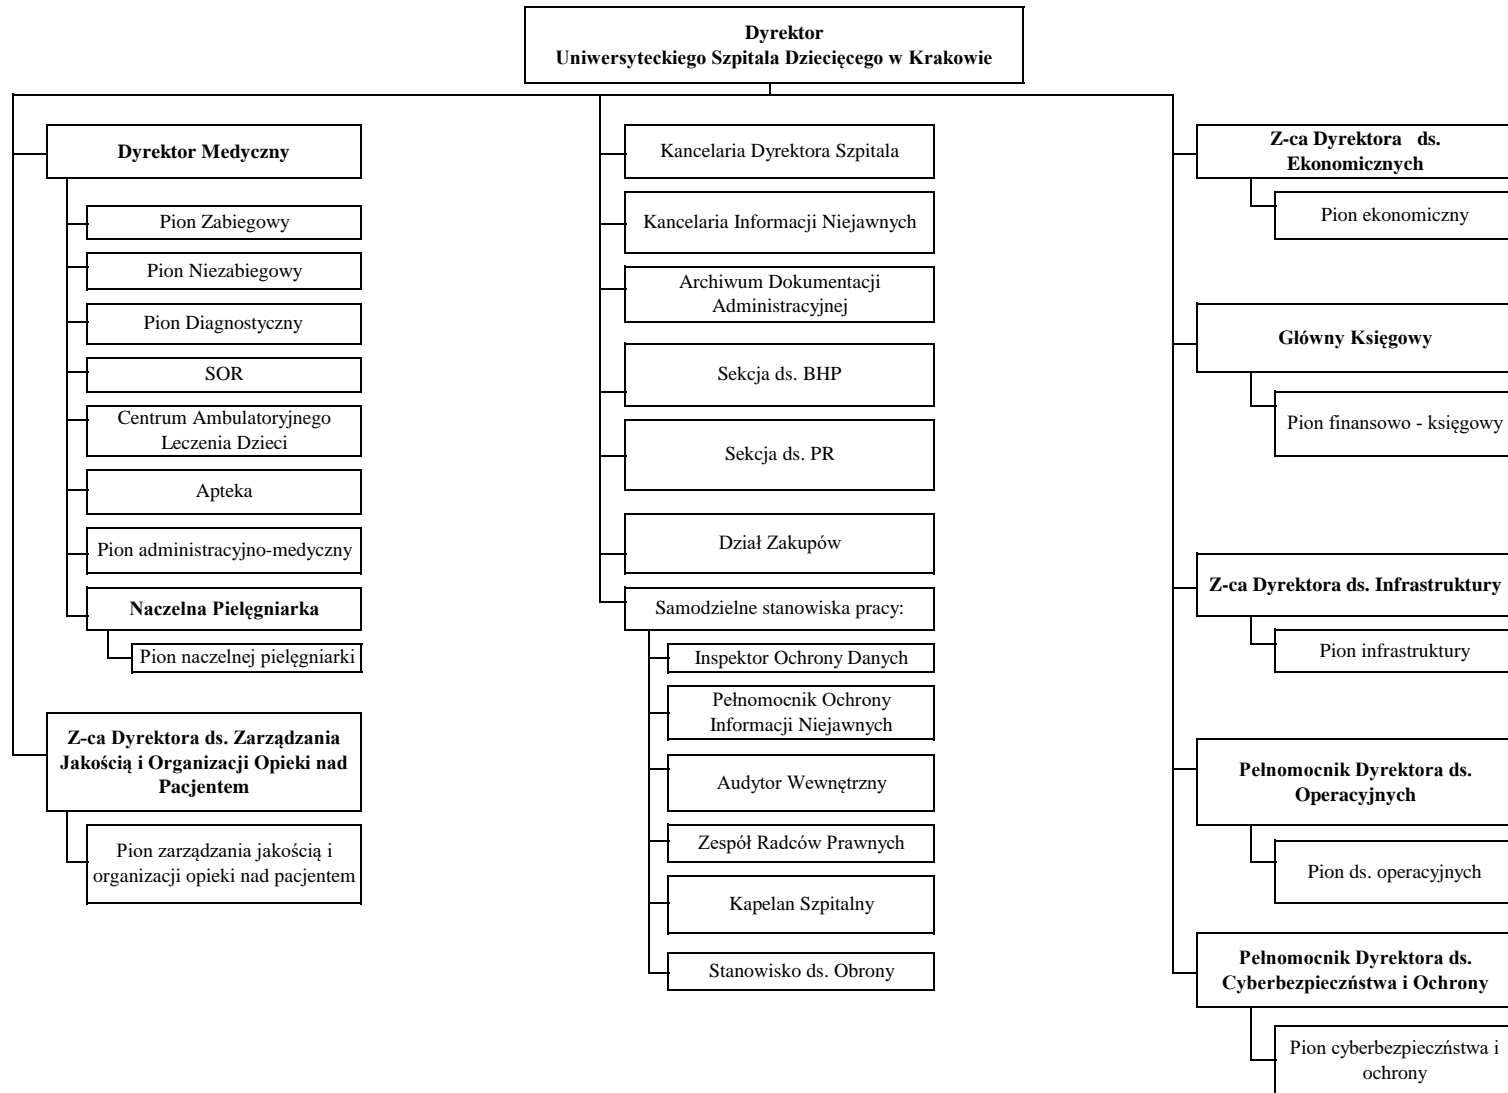 Dyrektor
Uniwersyteckiego Szpitala Dziecięcego w Krakowie
Dyrektor Medyczny
Pion Zabiegowy
Pion Niezabiegowy
Pion Diagnostyczny
SOR
Centrum Ambulatoryjnego
Leczenia Dzieci
Apteka
Pion administracyjno-medyczny
Naczelna Pielęgniarka
Pion naczelnej pielęgniarki
Z-ca Dyrektora ds. Zarządzania
Jakością i Organizacji Opieki nad
Pacjentem
Pion zarządzania jakością i
organizacji opieki nad pacjentem
Kancelaria Dyrektora Szpitala
Kancelaria Informacji Niejawnych
Archiwum Dokumentacji
Administracyjnej
Sekcja ds. BHP
Sekcja ds. PR
Dział Zakupów
Samodzielne stanowiska pracy:
Inspektor Ochrony Danych
Pełnomocnik Ochrony
Informacji Niejawnych
Audytor Wewnętrzny
Zespół Radców Prawnych
Kapelan Szpitalny
Stanowisko ds. Obrony
Z-ca Dyrektora ds.
Ekonomicznych
Pion ekonomiczny
Główny Księgowy
Pion finansowo - księgowy
Z-ca Dyrektora ds. Infrastruktury
Pion infrastruktury
Pełnomocnik Dyrektora ds.
Operacyjnych
Pion ds. operacyjnych
Pełnomocnik Dyrektora ds.
Cyberbezpieczństwa i Ochrony
Pion cyberbezpieczństwa i
ochrony